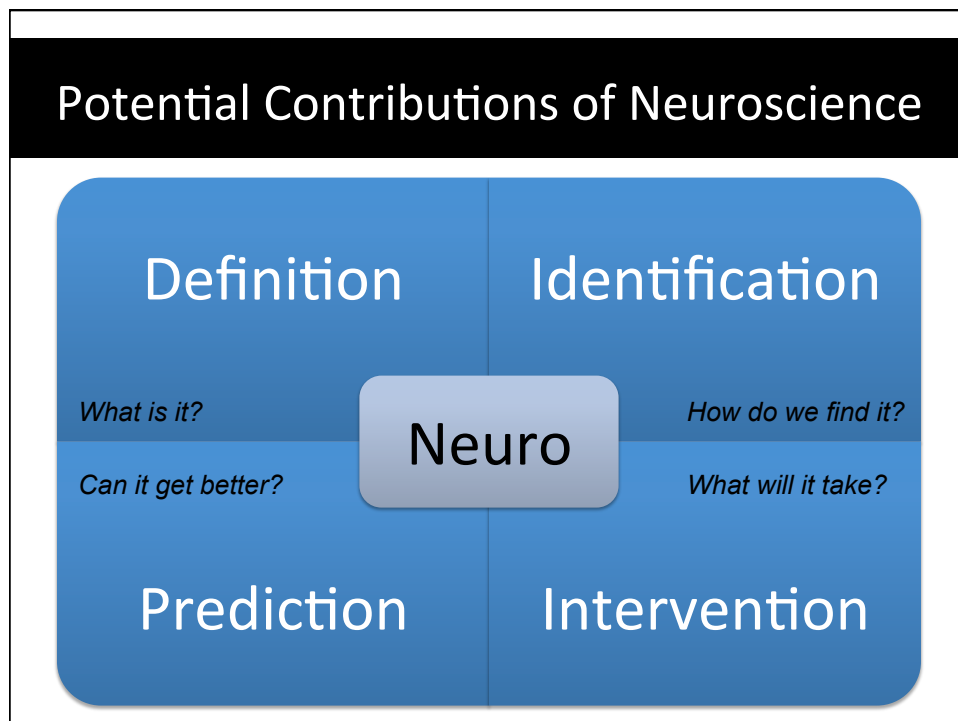 Potential Contributions of Neuroscience
Definition
Identification
What is it?
How do we find it?
Neuro
Can it get better?
What will it take?
Prediction
Intervention